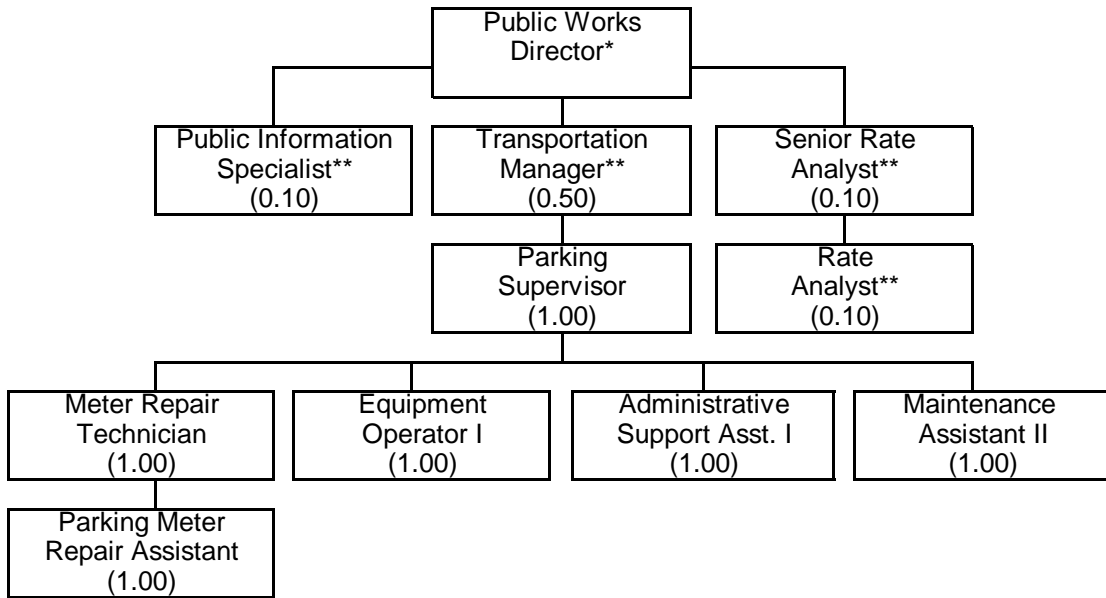 Public Works
Director*
Public Information
Specialist**
(0.10)
Transportation
Manager**
(0.50)
Senior Rate
Analyst**
(0.10)
Parking
Supervisor
(1.00)
Rate
Analyst**
(0.10)
Meter Repair
Technician
(1.00)
Equipment
Operator I
(1.00)
Administrative
Support Asst. I
(1.00)
Maintenance
Assistant II
(1.00)
Parking Meter
Repair Assistant
(1.00)